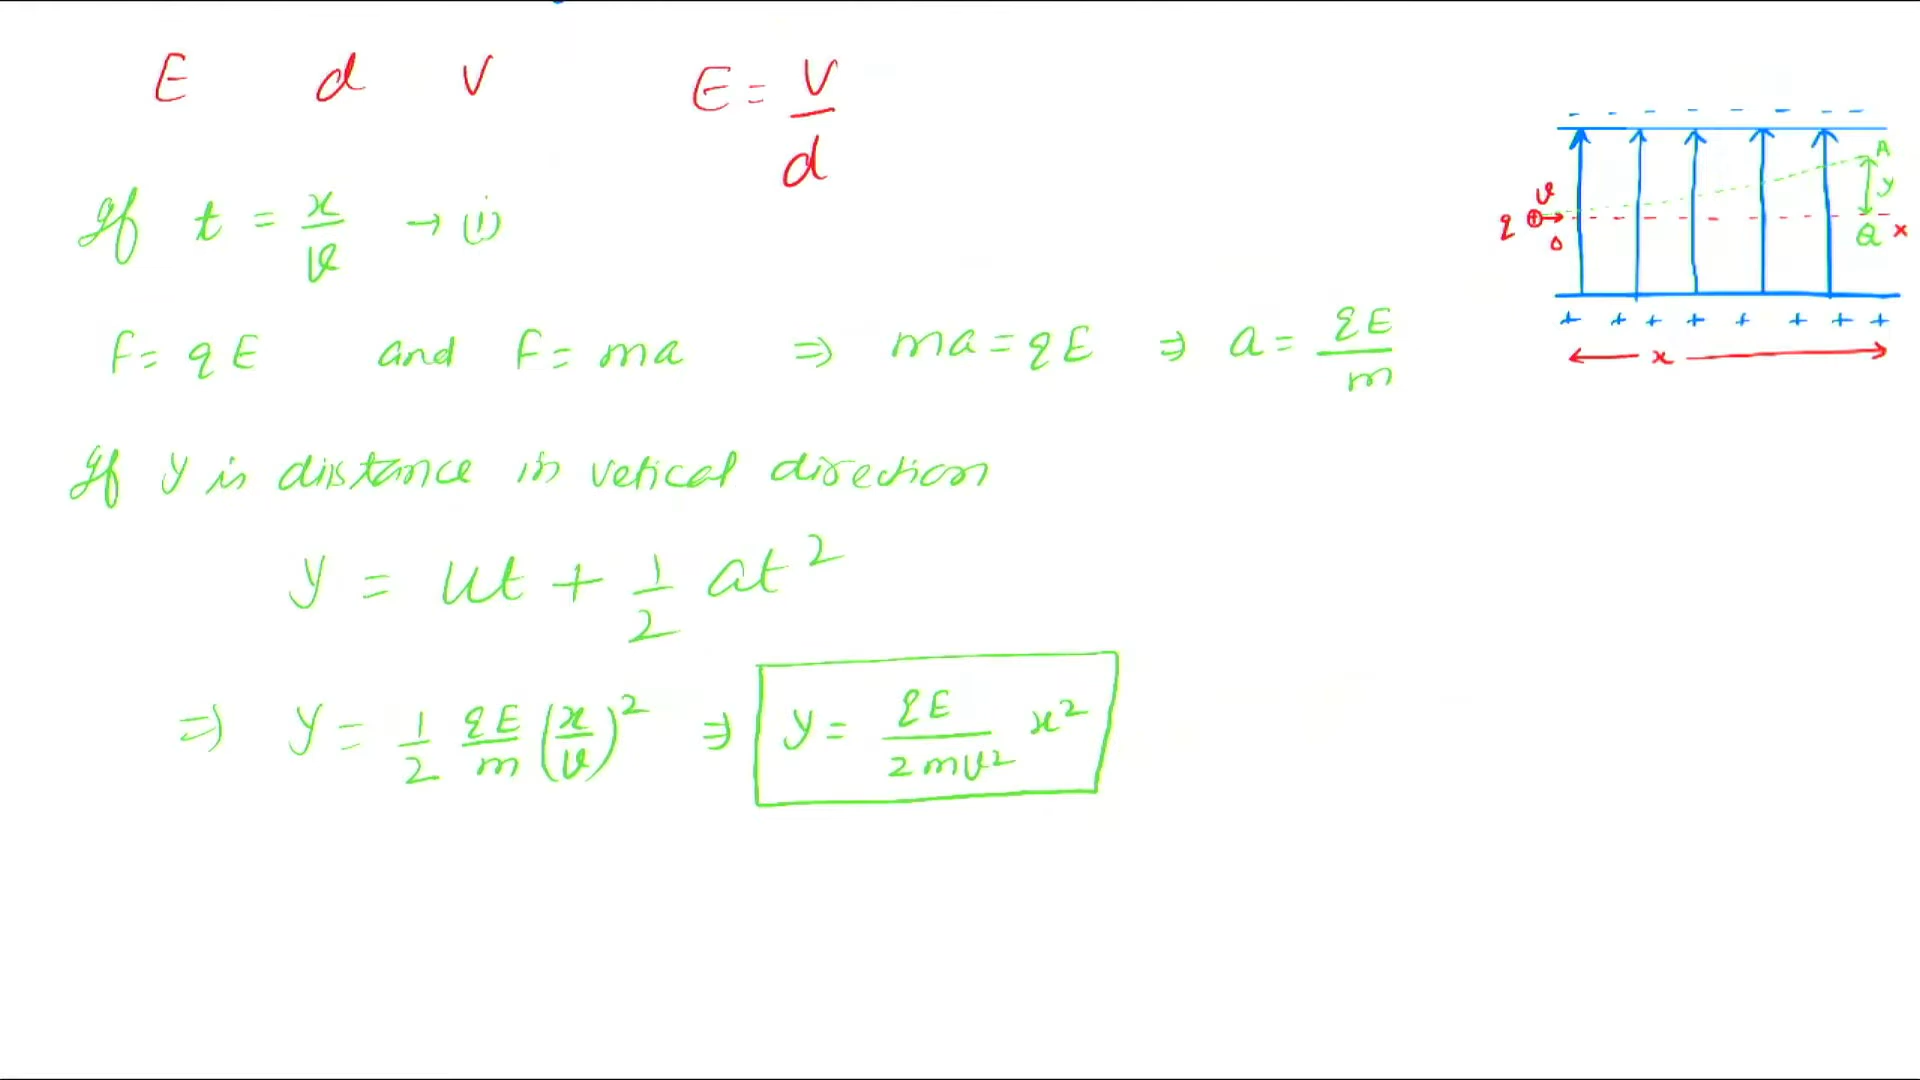 E d V E = V/d
If t = x/v → (i)
F = qE and F = ma ⇒ ma = qE ⇒ a = qE/m
If y is distance in vetical direction
y = ut + 1/2 at²
⇒ y = 1/2 qE/m (x/v)² ⇒ y = qE/2mv² x²
- - - - - - - -
A
v y
q + O Q x
+ + + + + + + +
x